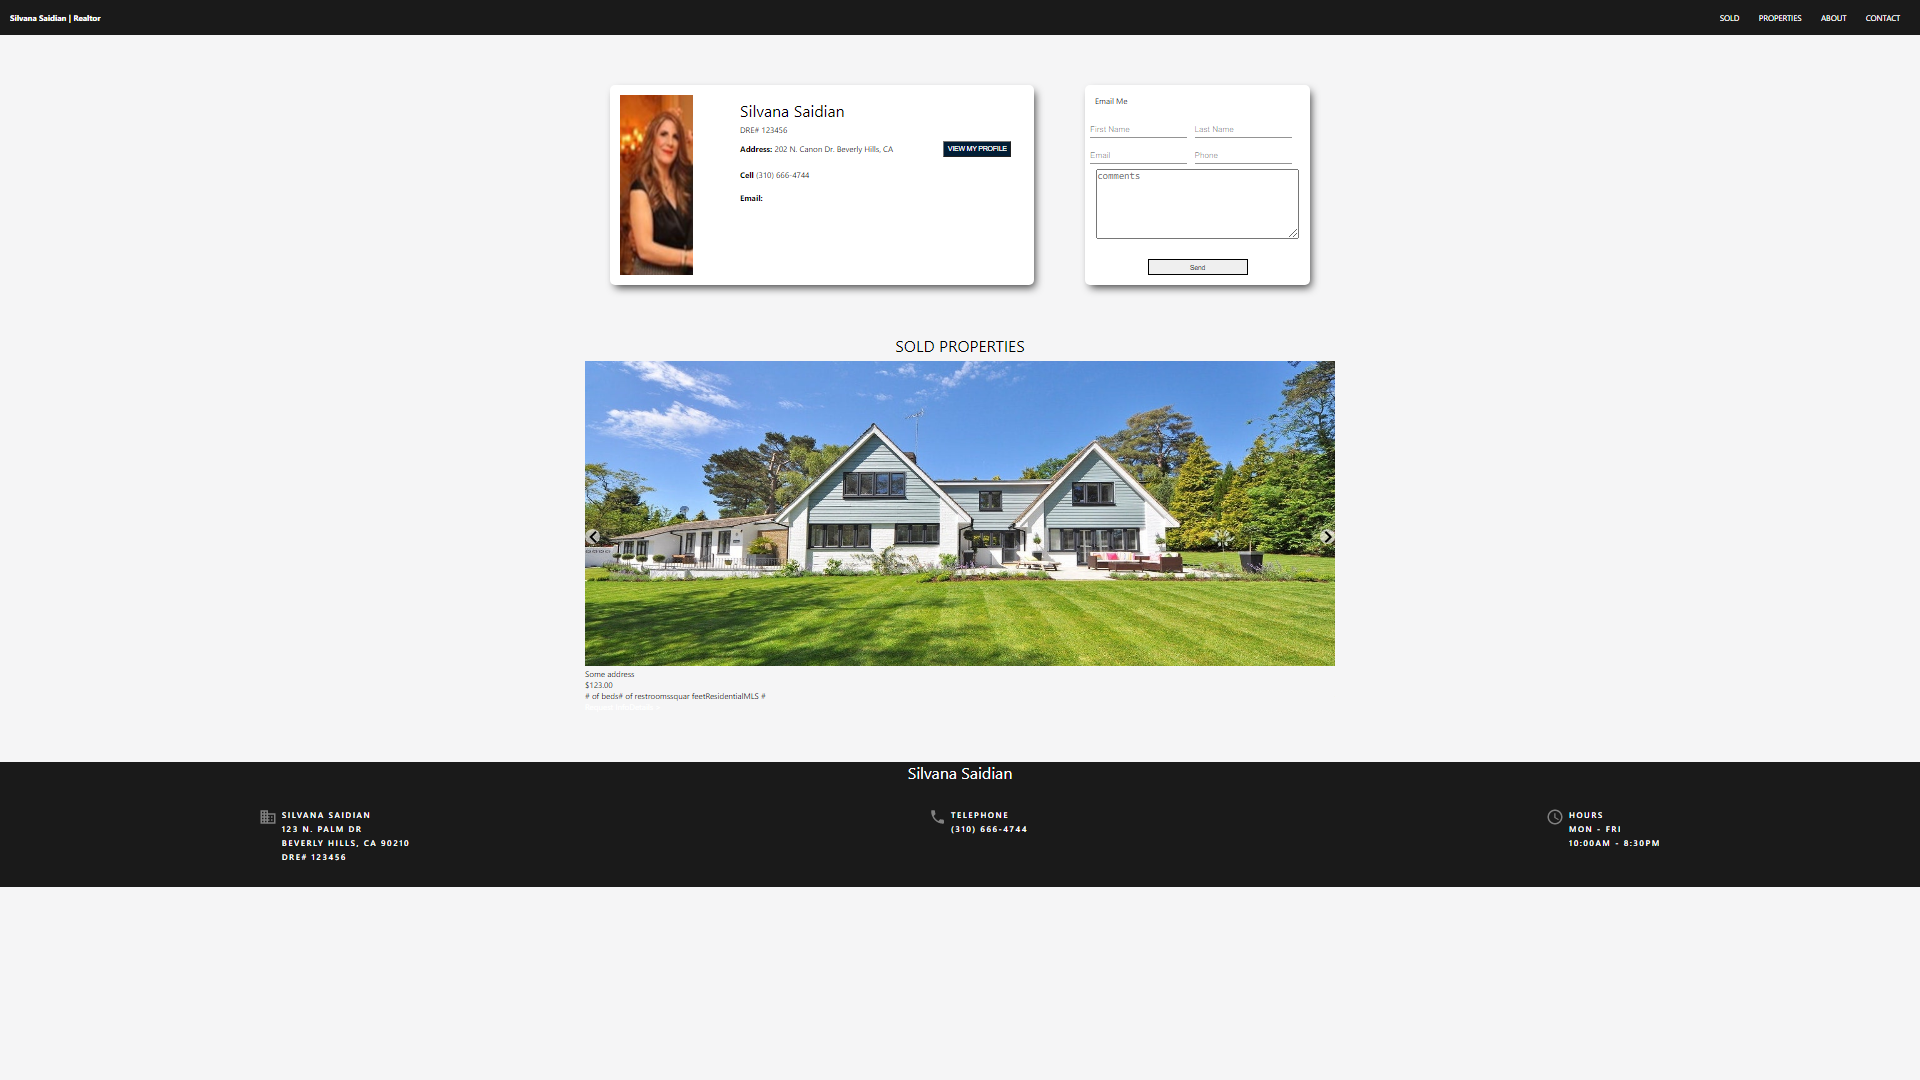 Silvana Saidian | Realtor
SOLD PROPERTIES ABOUT CONTACT
Silvana Saidian
DRE# 123456
Address: 202 N. Canon Dr. Beverly Hills, CA
VIEW MY PROFILE
Cell (310) 666-4744
Email:
Email Me
First Name Last Name
Email Phone
comments
Send
SOLD PROPERTIES
Some address
$123.00
# of beds# of restroomssquar feetResidentialMLS #
Silvana Saidian
SILVANA SAIDIAN
123 N. PALM DR
BEVERLY HILLS, CA 90210
DRE# 123456
TELEPHONE
(310) 666-4744
HOURS
MON - FRI
10:00AM - 8:30PM